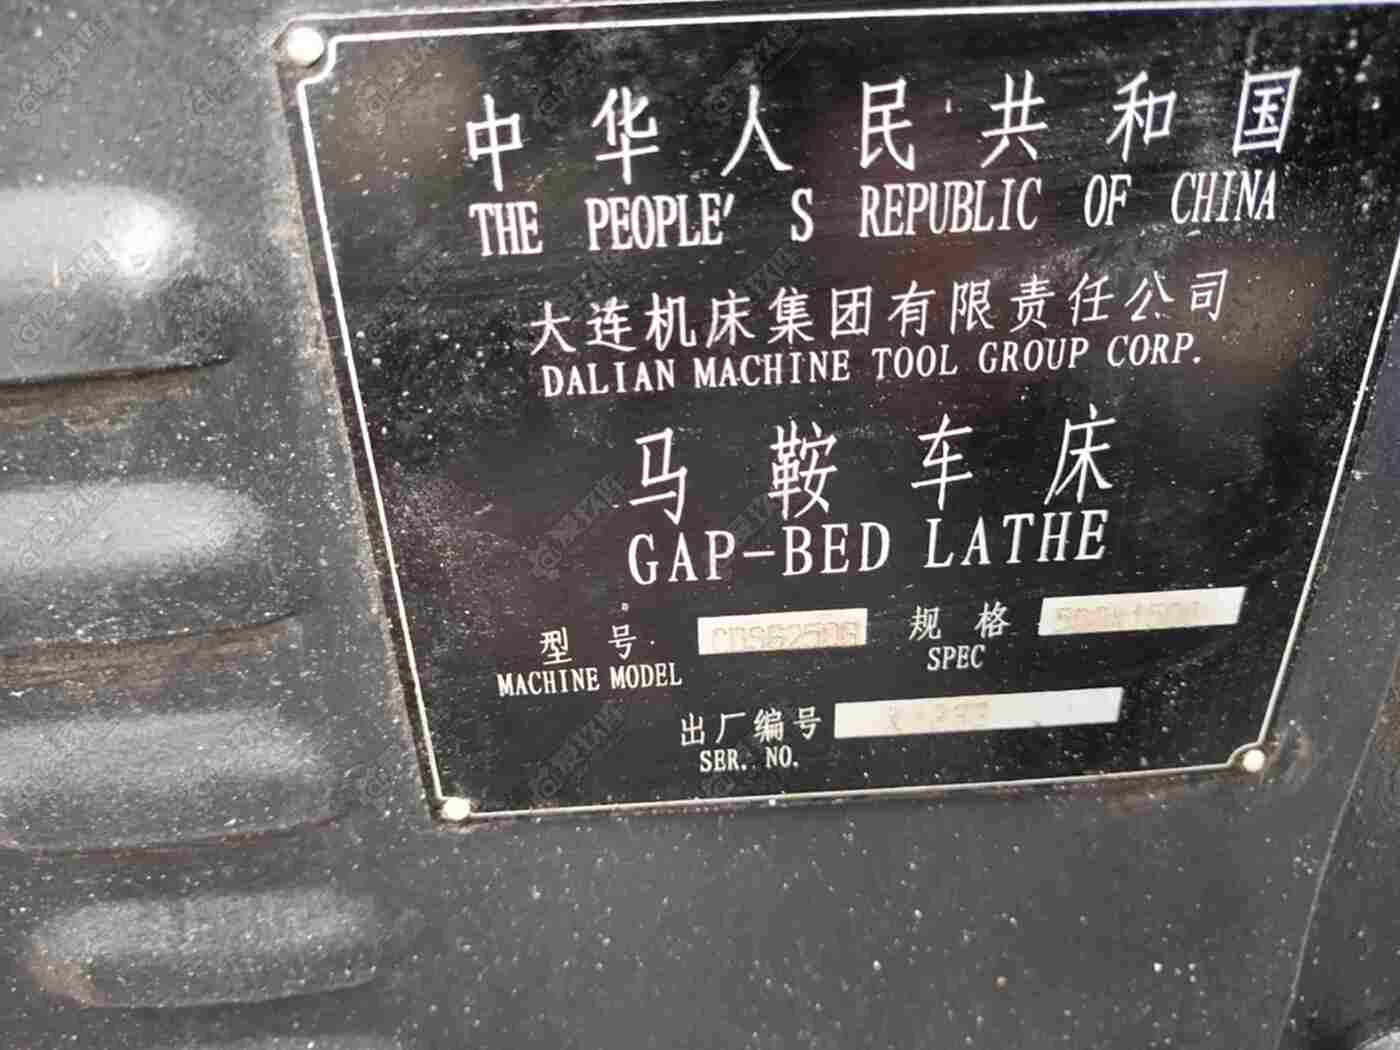 中华人民共和国
THE PEOPLE'S REPUBLIC OF CHINA
大连机床集团有限责任公司
DALIAN MACHINE TOOL GROUP CORP.
马鞍车床
GAP-BED LATHE
型号 规格
MACHINE MODEL SPEC
出厂编号
SER. NO.